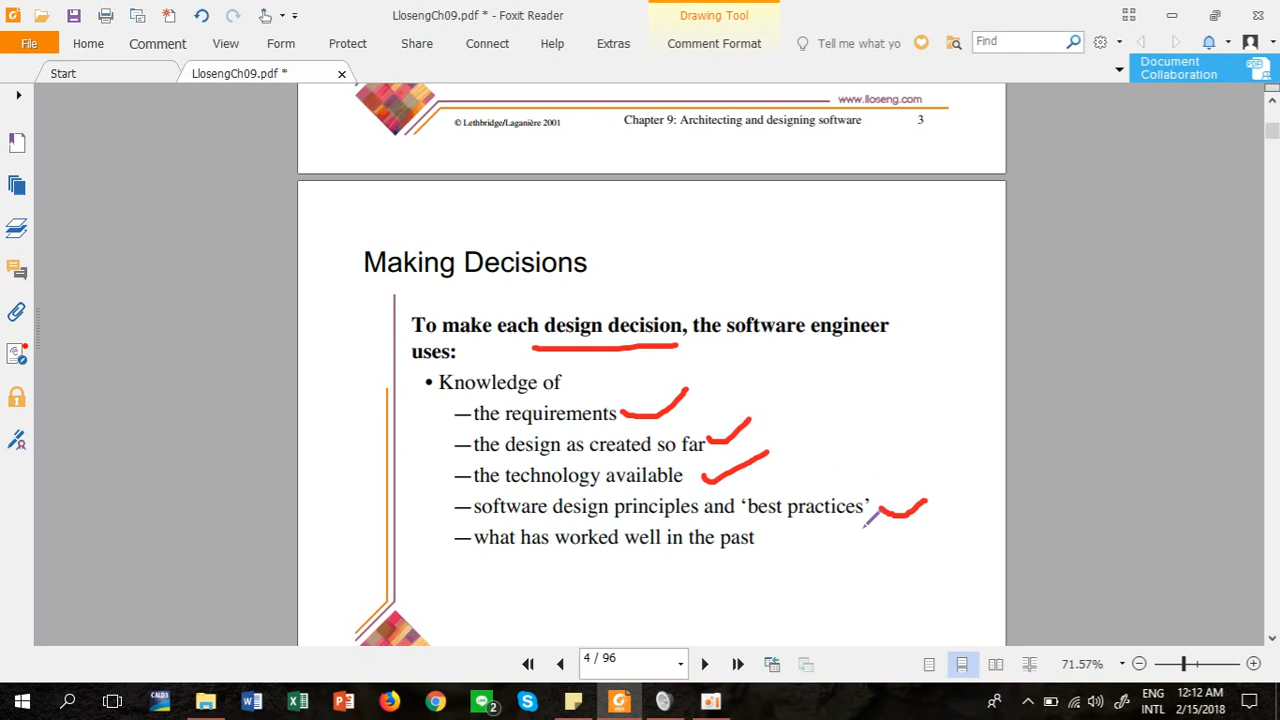 LlosengCh09.pdf * - Foxit Reader
Drawing Tool
File
Home
Comment
View
Form
Protect
Share
Connect
Help
Extras
Comment Format
Tell me what yo
Find
Start
LlosengCh09.pdf *
Document
Collaboration
www.lloseng.com
© Lethbridge/Laganière 2001
Chapter 9: Architecting and designing software
3
Making Decisions
To make each design decision, the software engineer
uses:
• Knowledge of
—the requirements
—the design as created so far
—the technology available
—software design principles and ‘best practices’
—what has worked well in the past
4 / 96
71.57%
2
ENG
INTL
12:12 AM
2/15/2018